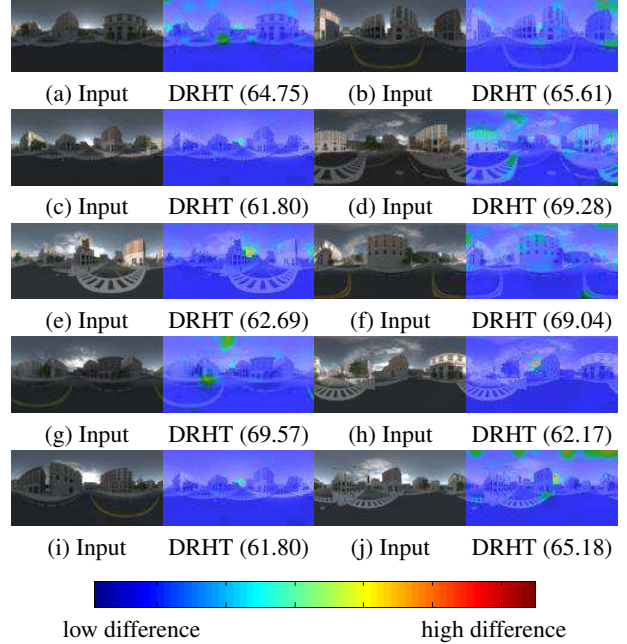 (a) Input DRHT (64.75) (b) Input DRHT (65.61)
(c) Input DRHT (61.80) (d) Input DRHT (69.28)
(e) Input DRHT (62.69) (f) Input DRHT (69.04)
(g) Input DRHT (69.57) (h) Input DRHT (62.17)
(i) Input DRHT (61.80) (j) Input DRHT (65.18)
low difference high difference